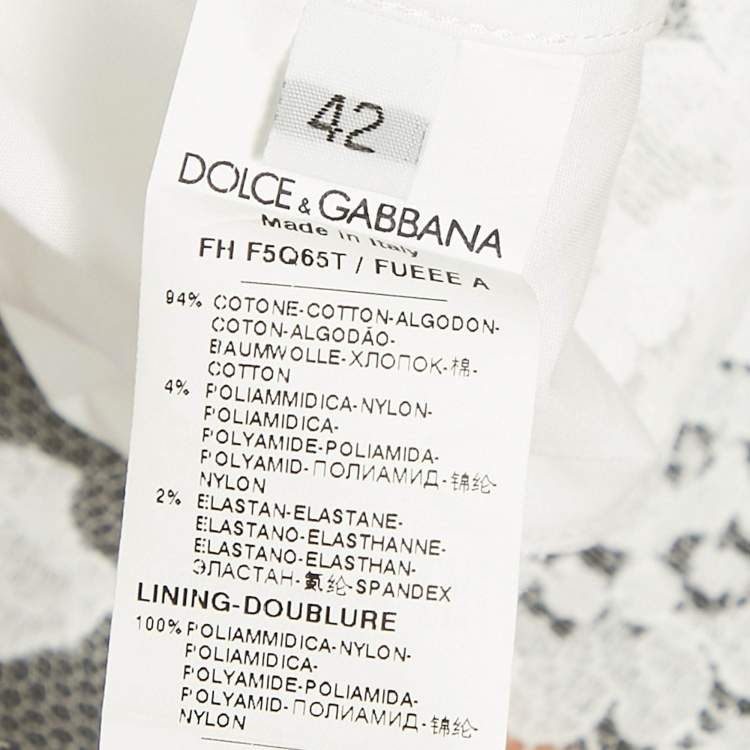 42
DOLCE & GABBANA
Made in Italy
FH F5Q65T / FUEEE A
94% COTONE-COTTON-ALGODON-
COTON-ALGODÃO-
BAUMWOLLE-ХЛОПОК-棉-
COTTON
4% POLIAMMIDICA-NYLON-
POLIAMIDICA-
POLYAMIDE-POLIAMIDA-
POLYAMID-ПОЛИАМИД-锦纶-
NYLON
2% ELASTAN-ELASTANE-
ELASTANO-ELASTHANNE-
ELASTANO-ELASTHAN-
ЭЛАСТАН-氨纶-SPANDEX
LINING-DOUBLURE
100% POLIAMMIDICA-NYLON-
POLIAMIDICA-
POLYAMIDE-POLIAMIDA-
POLYAMID-ПОЛИАМИД-锦纶-
NYLON